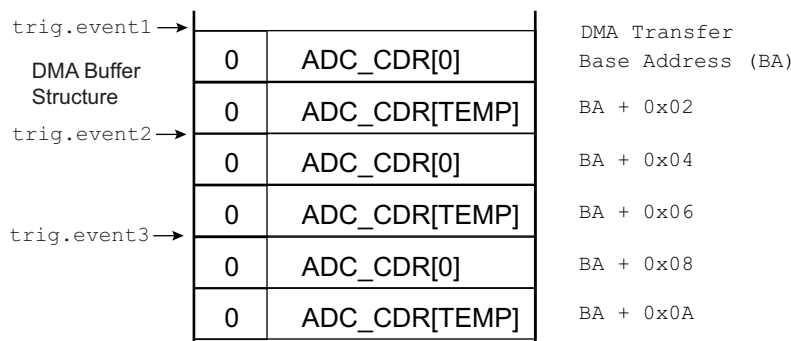 trig.event1
DMA Transfer
0 ADC_CDR[0] Base Address (BA)
DMA Buffer
Structure
0 ADC_CDR[TEMP] BA + 0x02
trig.event2
0 ADC_CDR[0] BA + 0x04
0 ADC_CDR[TEMP] BA + 0x06
trig.event3
0 ADC_CDR[0] BA + 0x08
0 ADC_CDR[TEMP] BA + 0x0A